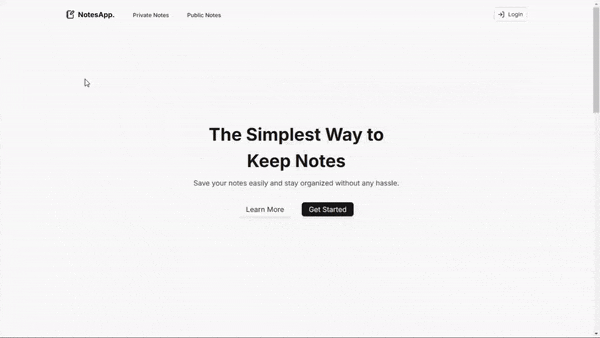 NotesApp. Private Notes Public Notes Login
The Simplest Way to
Keep Notes
Save your notes easily and stay organized without any hassle.
Learn More Get Started